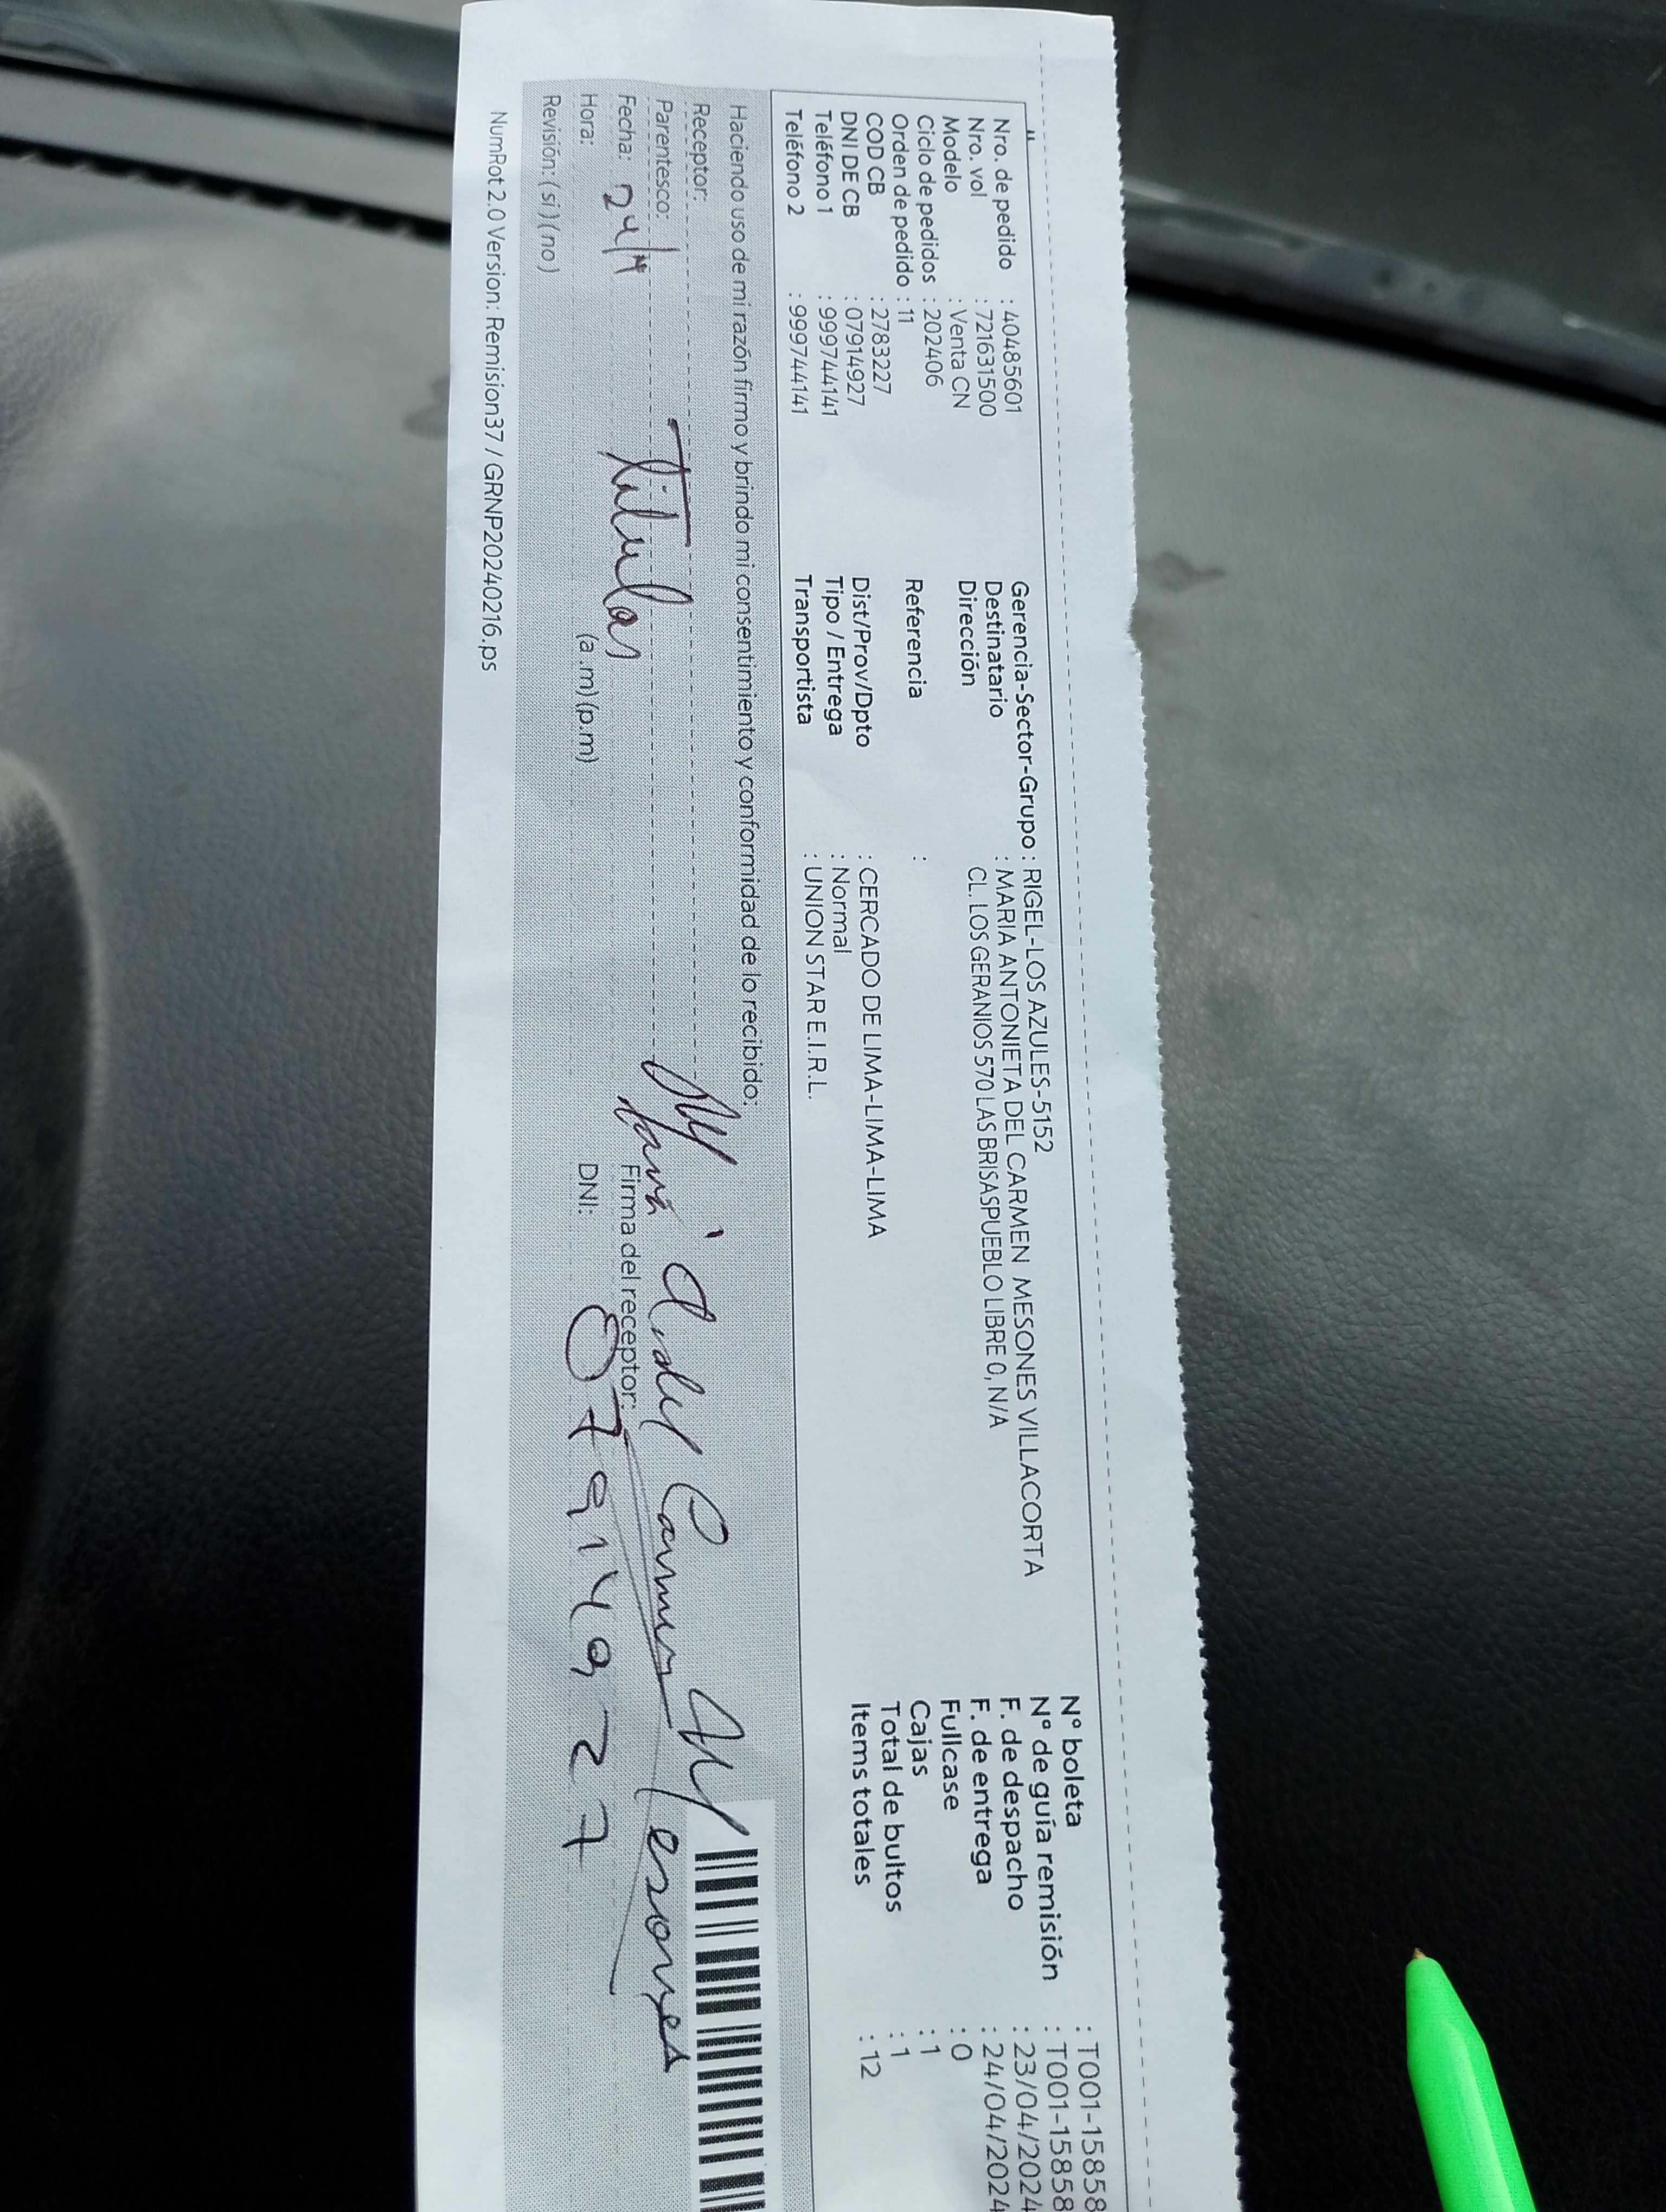 Nro. de pedido : 40485601
Nro. vol : 721631500
Modelo : Venta CN
Ciclo de pedidos : 202406
Orden de pedido : 11
COD CB : 2783227
DNI DE CB : 07914927
Teléfono 1 : 999744141
Teléfono 2 : 999744141
Gerencia-Sector-Grupo : RIGEL-LOS AZULES-5152
Destinatario : MARIA ANTONIETA DEL CARMEN MESONES VILLACORTA
Dirección CL. LOS GERANIOS 570 LAS BRISASPUEBLO LIBRE 0, N/A
Referencia :
Dist/Prov/Dpto : CERCADO DE LIMA-LIMA-LIMA
Tipo / Entrega : Normal
Transportista : UNION STAR E.I.R.L.
N° boleta : T001-15858
N° de guía remisión : T001-15858
F. de despacho : 23/04/2024
F. de entrega : 24/04/2024
Fullcase : 0
Cajas : 1
Total de bultos : 1
Items totales : 12
Haciendo uso de mi razón firmo y brindo mi consentimiento y conformidad de lo recibido:
Receptor:
Parentesco: Titular
Fecha: 24/4
Hora: (a .m) (p.m)
Revisión: ( si ) ( no )
María A del Carmen Mesones
Firma del receptor:
DNI: 07914927
NumRot 2.0 Version: Remision37 / GRNP20240216.ps